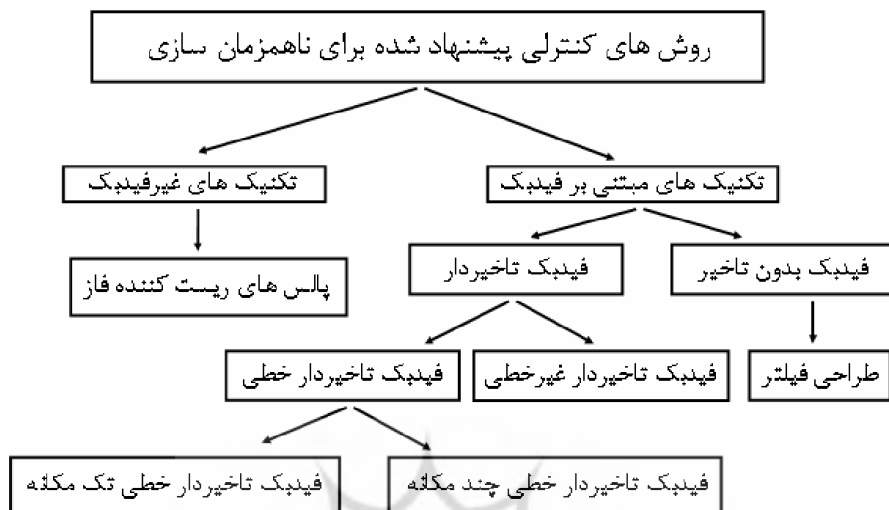 روش های کنترلی پیشنهاد شده برای ناهمزمان سازی
تکنیک های مبتنی بر فیدبک
تکنیک های غیرفیدبک
فیدبک بدون تاخیر
فیدبک تاخیردار
پالس های ریست کننده فاز
طراحی فیلتر
فیدبک تاخیردار غیرخطی
فیدبک تاخیردار خطی
فیدبک تاخیردار خطی چند مکانه
فیدبک تاخیردار خطی تک مکانه